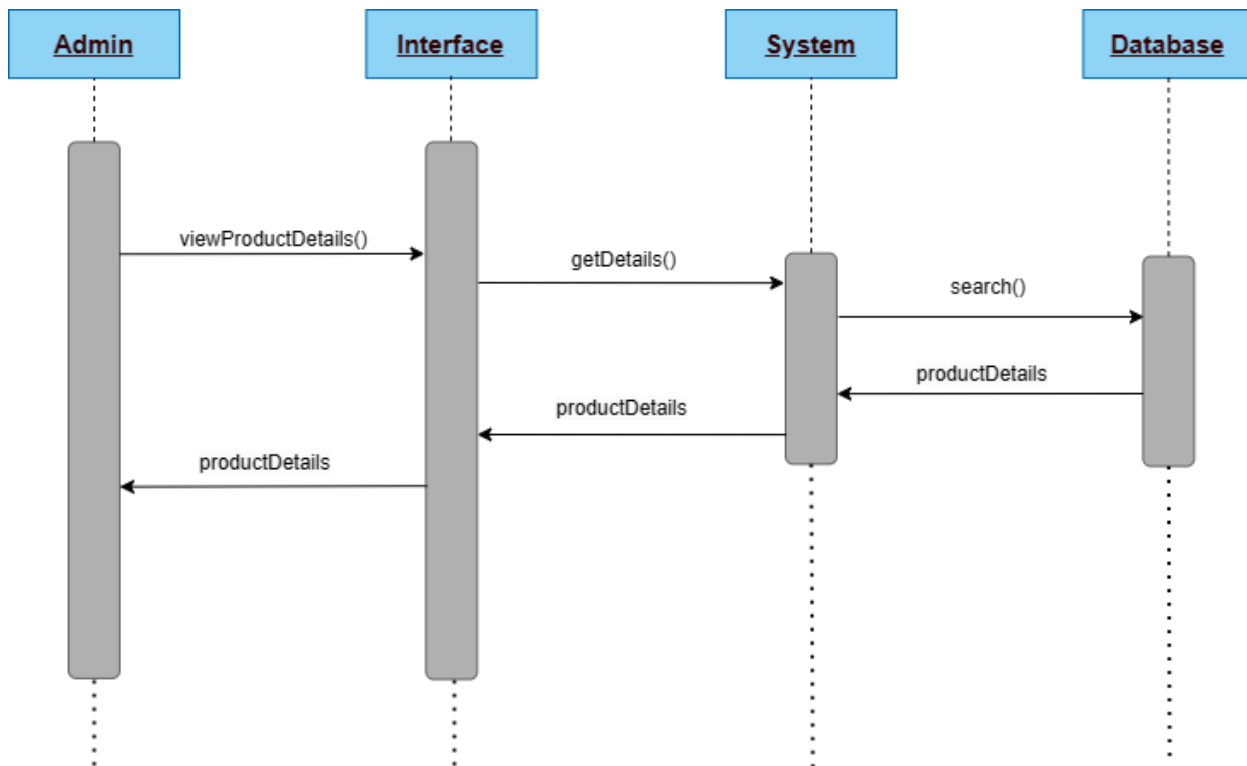 Admin
Interface
System
Database
viewProductDetails()
getDetails()
search()
productDetails
productDetails
productDetails